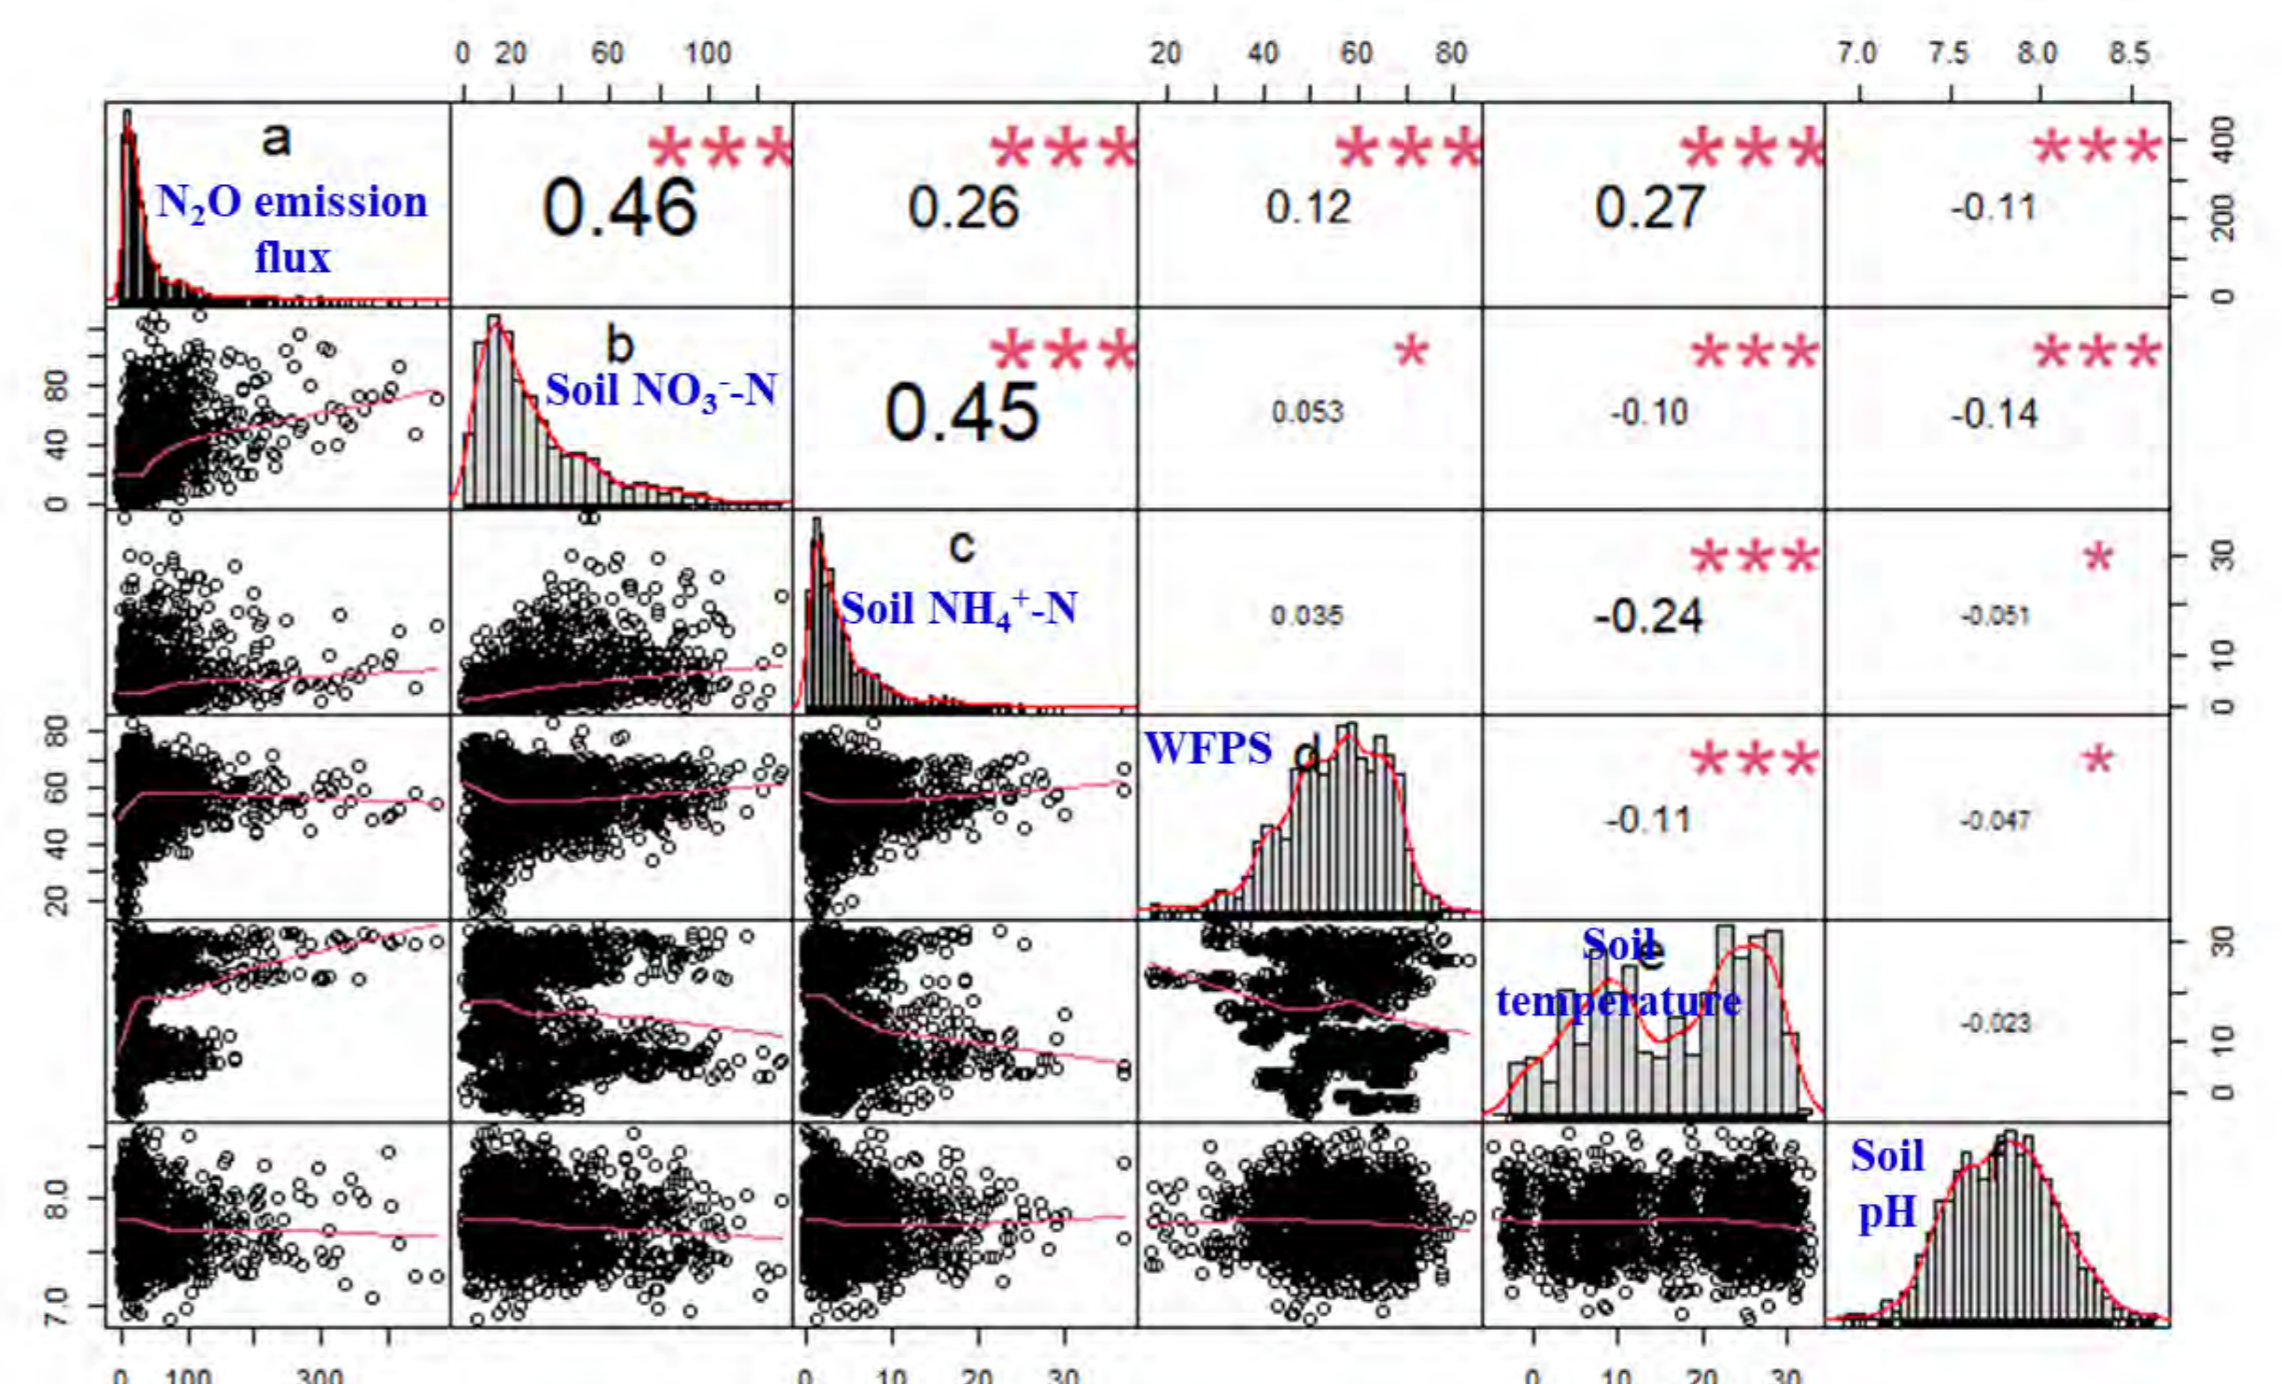 0 20 60 100 20 40 60 80 7.0 7.5 8.0 8.5
a *** *** *** *** ***
N₂O emission
flux
0.46 0.26 0.12 0.27 -0.11
0 200 400
b *** * *** ***
Soil NO₃⁻-N
0.45 0.053 -0.10 -0.14
0 40 80
c *** *
Soil NH₄⁺-N
0.035 -0.24 -0.051
0 10 30
WFPS d *** *
-0.11 -0.047
20 40 60 80
Soil e
temperature
-0.023
0 10 30
Soil
pH
7.0 8.0
0 100 300 0 10 20 30 0 10 20 30